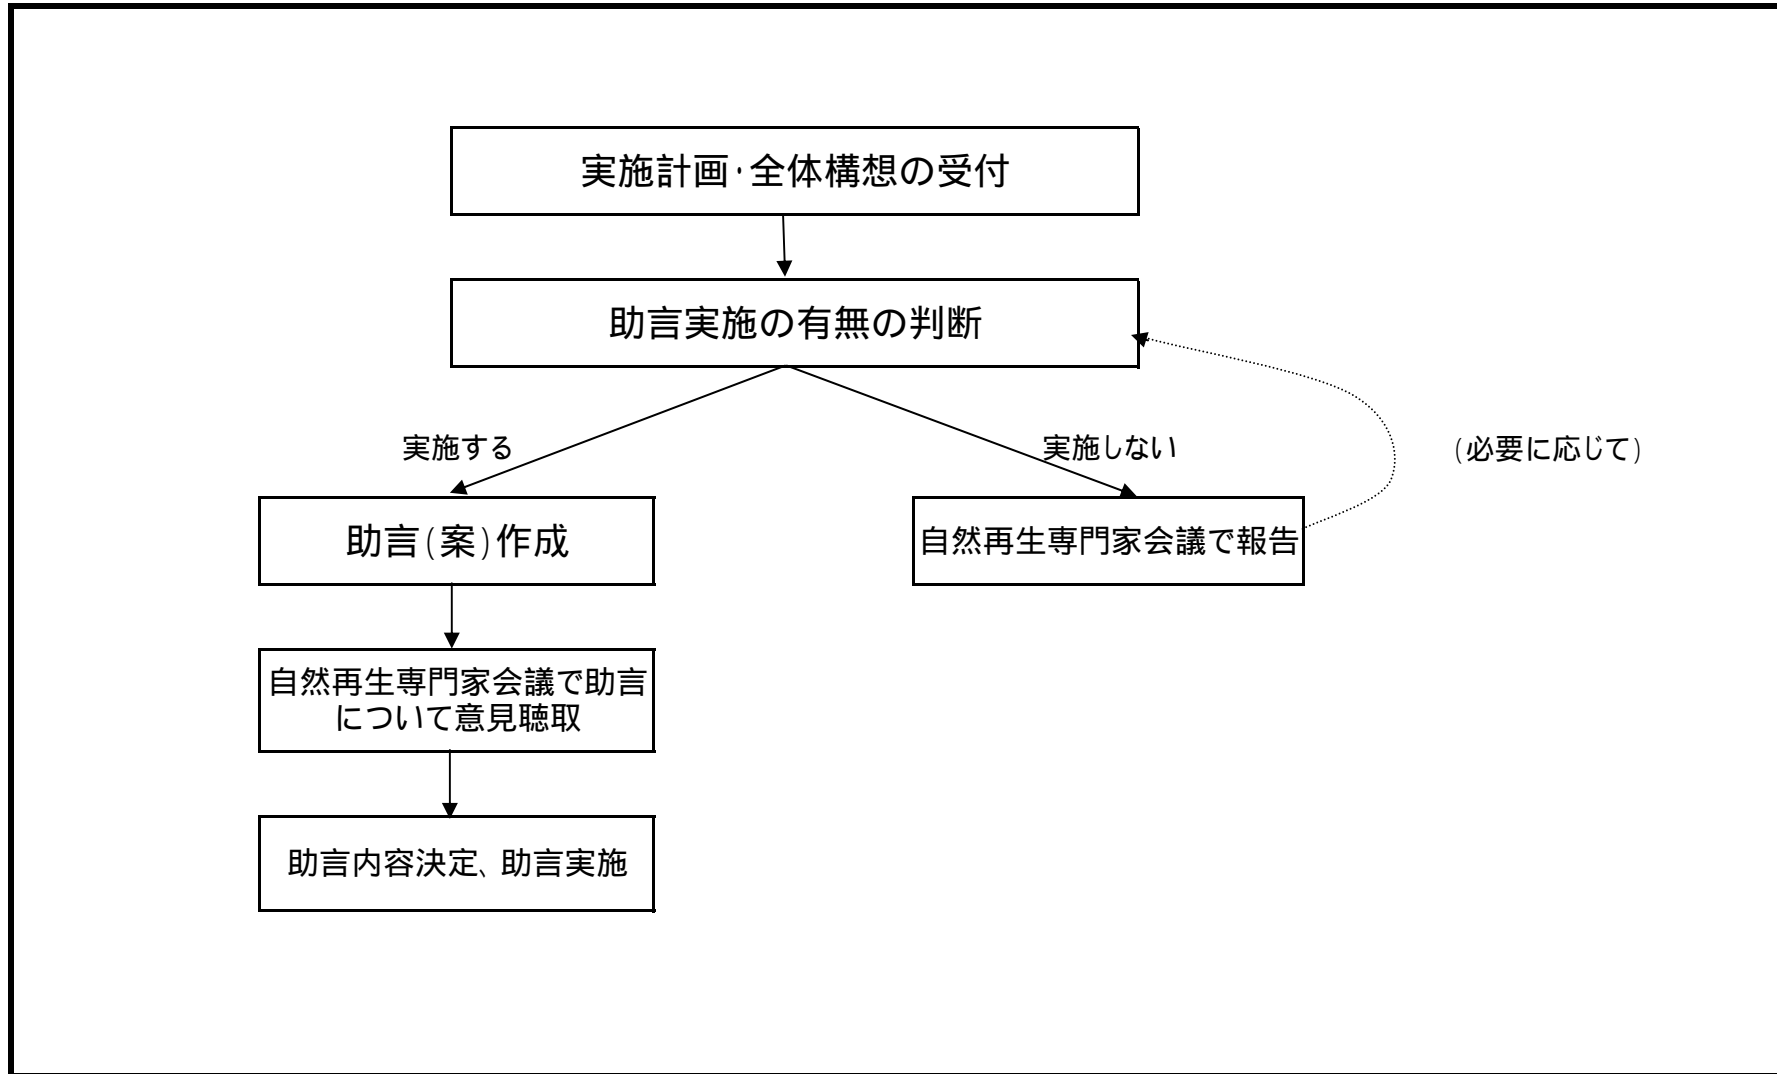 実施計画・全体構想の受付
助言実施の有無の判断
実施する
実施しない
(必要に応じて)
助言(案)作成
自然再生専門家会議で報告
自然再生専門家会議で助言
について意見聴取
助言内容決定、助言実施